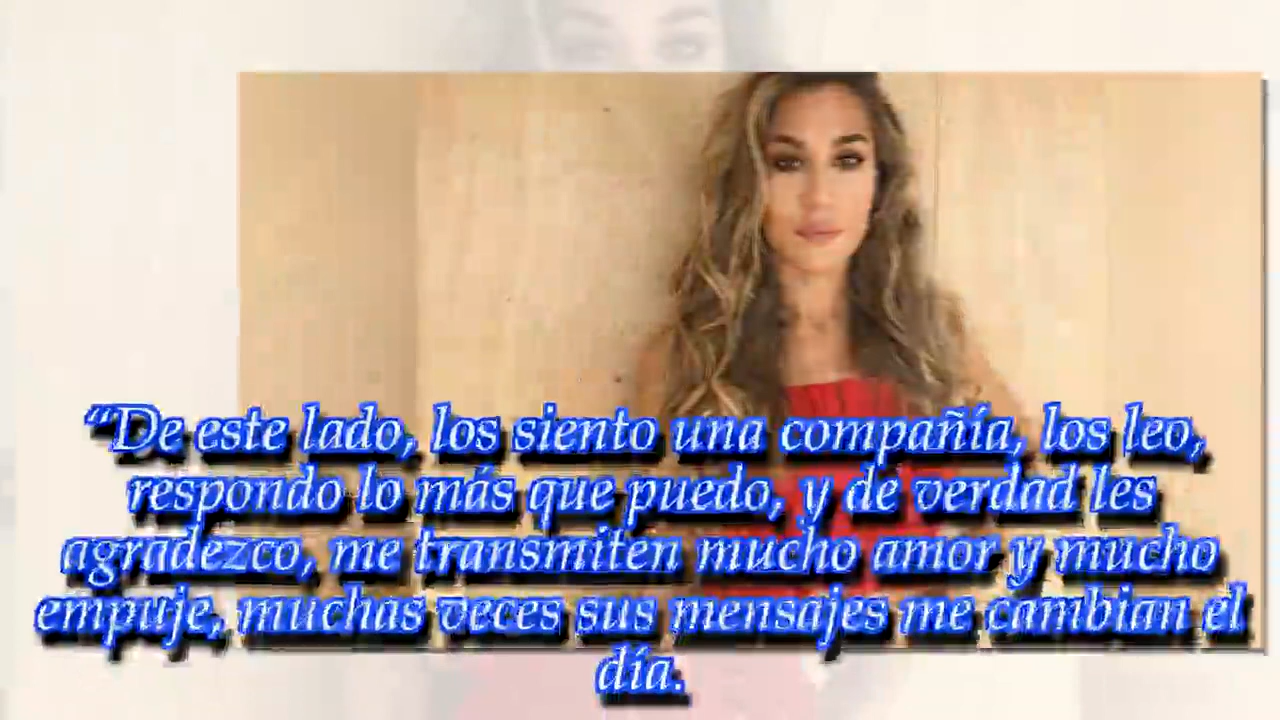 “De este lado, los siento una compañía, los leo,
respondo lo más que puedo, y de verdad les
agradezco, me transmiten mucho amor y mucho
empuje, muchas veces sus mensajes me cambian el
día.